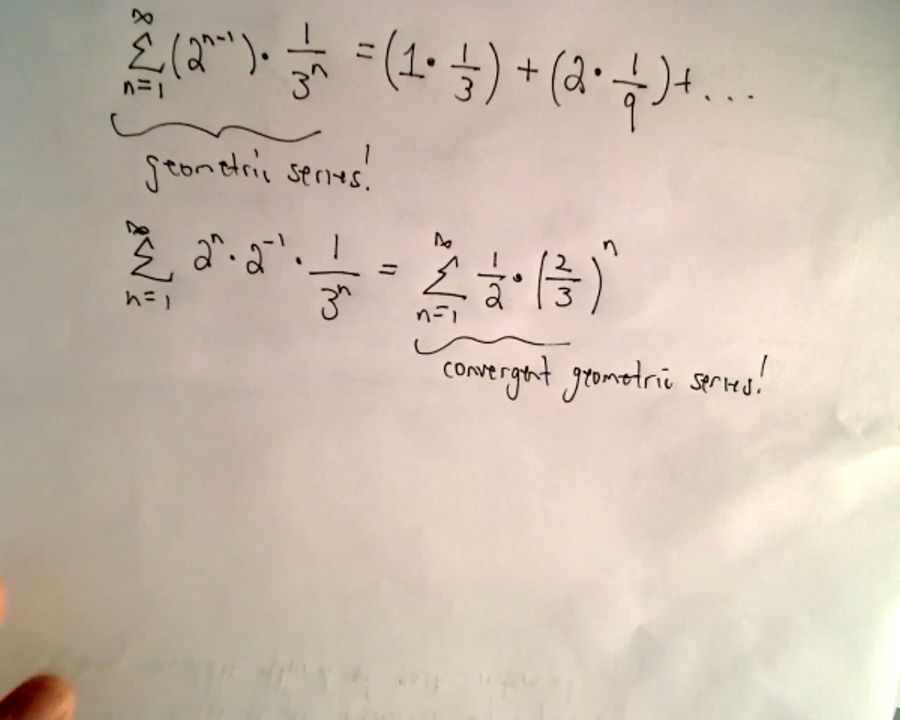 ∞∑n=1 (2^{n-1}) · 1/3^n = (1 · 1/3) + (2 · 1/9) + ...
geometric series!
∞∑n=1 2^n · 2^{-1} · 1/3^n = ∞∑n=1 1/2 · (2/3)^n
convergent geometric series!